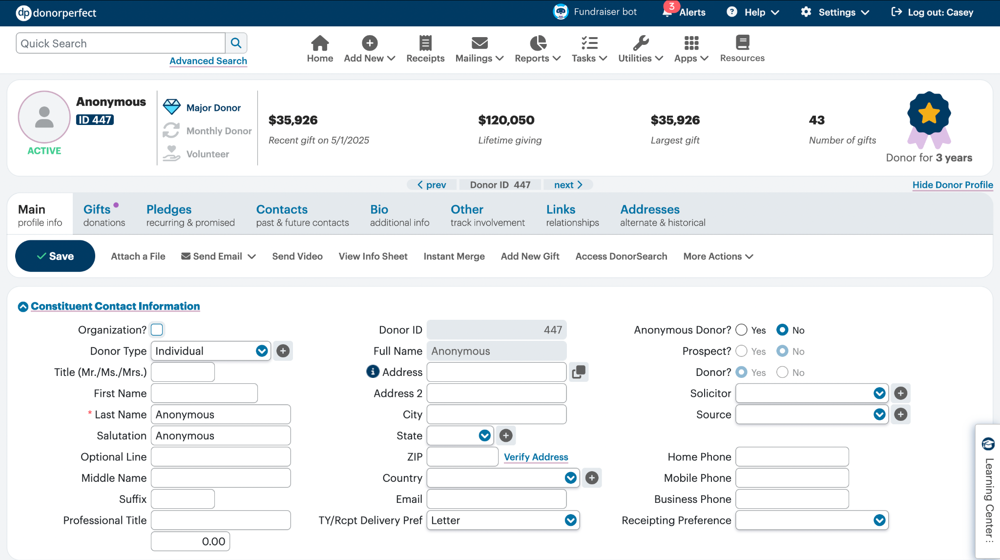 dp donorperfect
Fundraiser bot
3
Alerts
Help
Settings
Log out: Casey
Quick Search
Advanced Search
Home
Add New
Receipts
Mailings
Reports
Tasks
Utilities
Apps
Resources
Anonymous
ID 447
ACTIVE
Major Donor
Monthly Donor
Volunteer
$35,926
Recent gift on 5/1/2025
$120,050
Lifetime giving
$35,926
Largest gift
43
Number of gifts
Donor for 3 years
prev
Donor ID 447
next
Hide Donor Profile
Main
profile info
Gifts
donations
Pledges
recurring & promised
Contacts
past & future contacts
Bio
additional info
Other
track involvement
Links
relationships
Addresses
alternate & historical
Save
Attach a File
Send Email
Send Video
View Info Sheet
Instant Merge
Add New Gift
Access DonorSearch
More Actions
Constituent Contact Information
Organization?
Donor Type Individual
Title (Mr./Ms./Mrs.)
First Name
* Last Name Anonymous
Salutation Anonymous
Optional Line
Middle Name
Suffix
Professional Title
0.00
Donor ID 447
Full Name Anonymous
Address
Address 2
City
State
ZIP Verify Address
Country
Email
TY/Rcpt Delivery Pref Letter
Anonymous Donor? Yes No
Prospect? Yes No
Donor? Yes No
Solicitor
Source
Home Phone
Mobile Phone
Business Phone
Receipting Preference
Learning Center